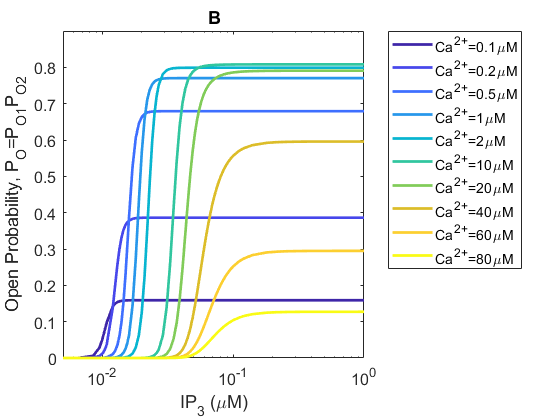 B
Open Probability, P_O=P_O1P_O2
0.8
0.7
0.6
0.5
0.4
0.3
0.2
0.1
0
10^-2
10^-1
10^0
IP_3 (μM)
Ca^2+=0.1μM
Ca^2+=0.2μM
Ca^2+=0.5μM
Ca^2+=1μM
Ca^2+=2μM
Ca^2+=10μM
Ca^2+=20μM
Ca^2+=40μM
Ca^2+=60μM
Ca^2+=80μM